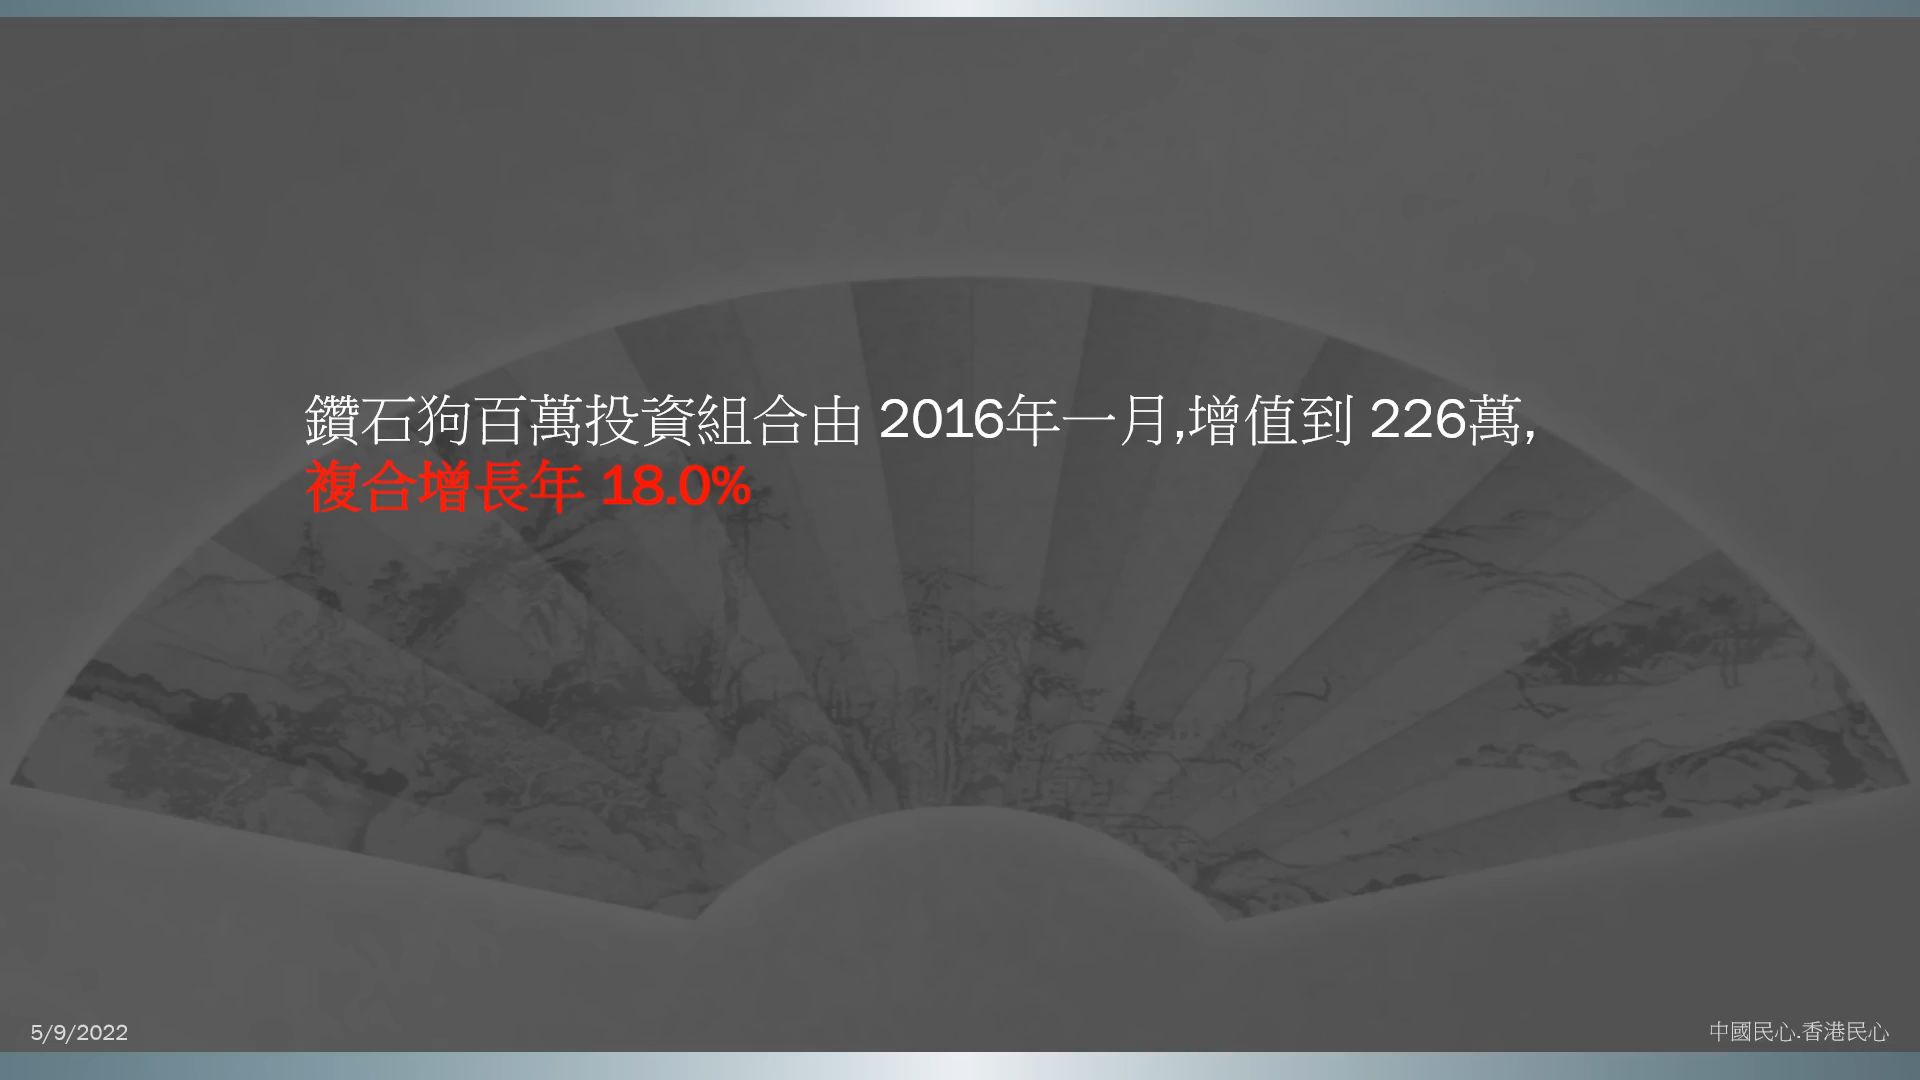 鑽石狗百萬投資組合由 2016年一月,增值到 226萬,
複合增長年 18.0%
5/9/2022
中國民心.香港民心